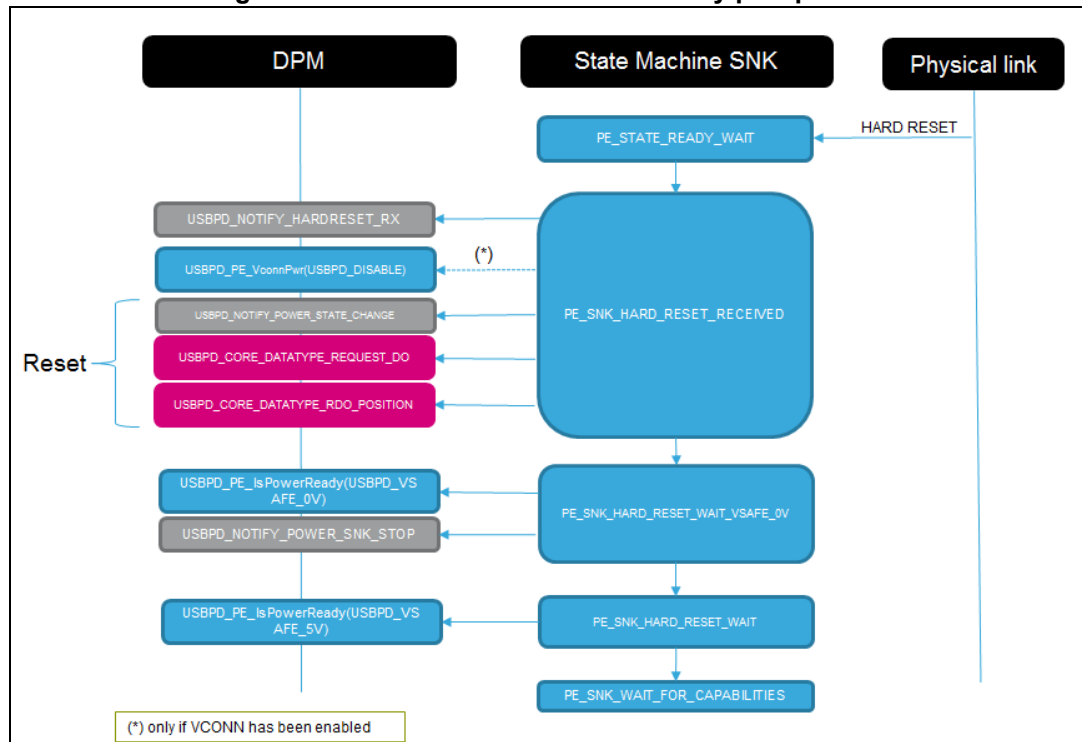 DPM
State Machine SNK
Physical link
HARD RESET
PE_STATE_READY_WAIT
USBPD_NOTIFY_HARDRESET_RX
(*)
USBPD_PE_VconnPwr(USBPD_DISABLE)
USBPD_NOTIFY_POWER_STATE_CHANGE
PE_SNK_HARD_RESET_RECEIVED
Reset
USBPD_CORE_DATATYPE_REQUEST_DO
USBPD_CORE_DATATYPE_RDO_POSITION
USBPD_PE_IsPowerReady(USBPD_VS
AFE_0V)
PE_SNK_HARD_RESET_WAIT_VSAFE_0V
USBPD_NOTIFY_POWER_SNK_STOP
USBPD_PE_IsPowerReady(USBPD_VS
AFE_5V)
PE_SNK_HARD_RESET_WAIT
PE_SNK_WAIT_FOR_CAPABILITIES
(*) only if VCONN has been enabled